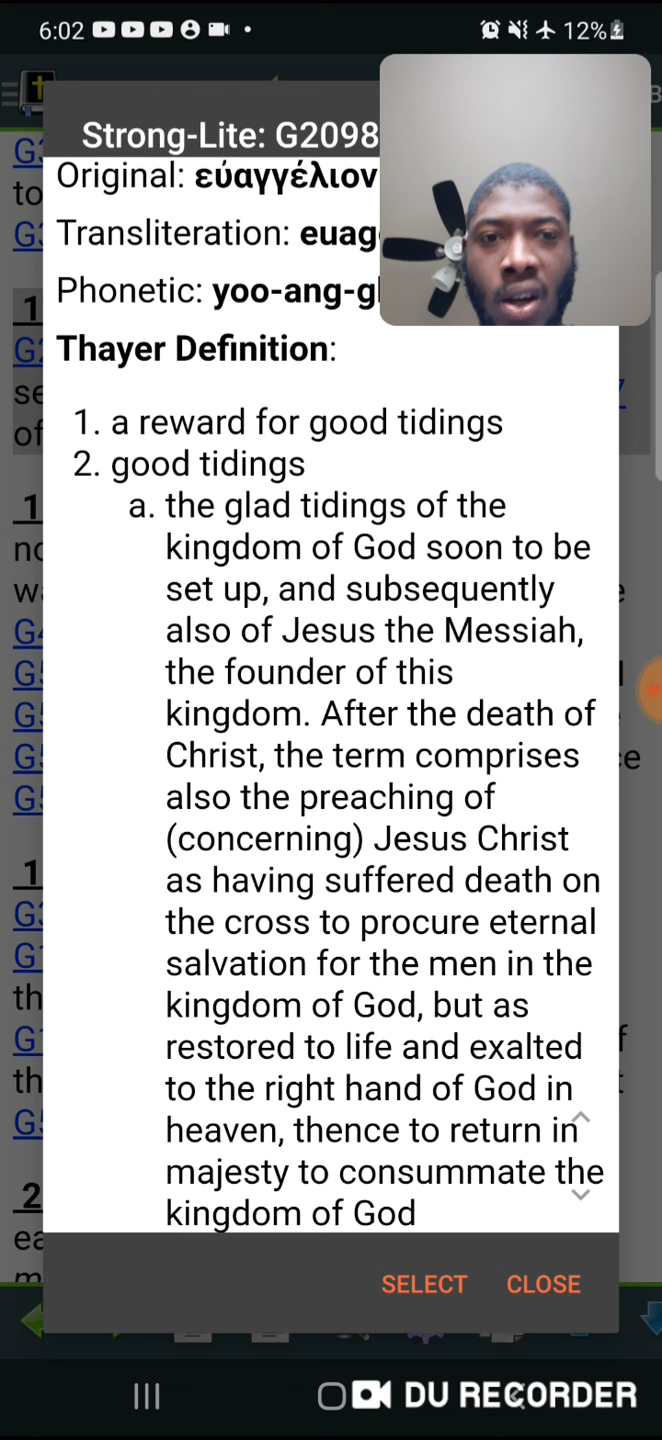 6:02 12%
Strong-Lite: G2098
Original: εὐαγγέλιον
Transliteration: euag
Phonetic: yoo-ang-g
Thayer Definition:
1. a reward for good tidings
2. good tidings
a. the glad tidings of the
kingdom of God soon to be
set up, and subsequently
also of Jesus the Messiah,
the founder of this
kingdom. After the death of
Christ, the term comprises
also the preaching of
(concerning) Jesus Christ
as having suffered death on
the cross to procure eternal
salvation for the men in the
kingdom of God, but as
restored to life and exalted
to the right hand of God in
heaven, thence to return in
majesty to consummate the
kingdom of God
SELECT CLOSE
DU RECORDER